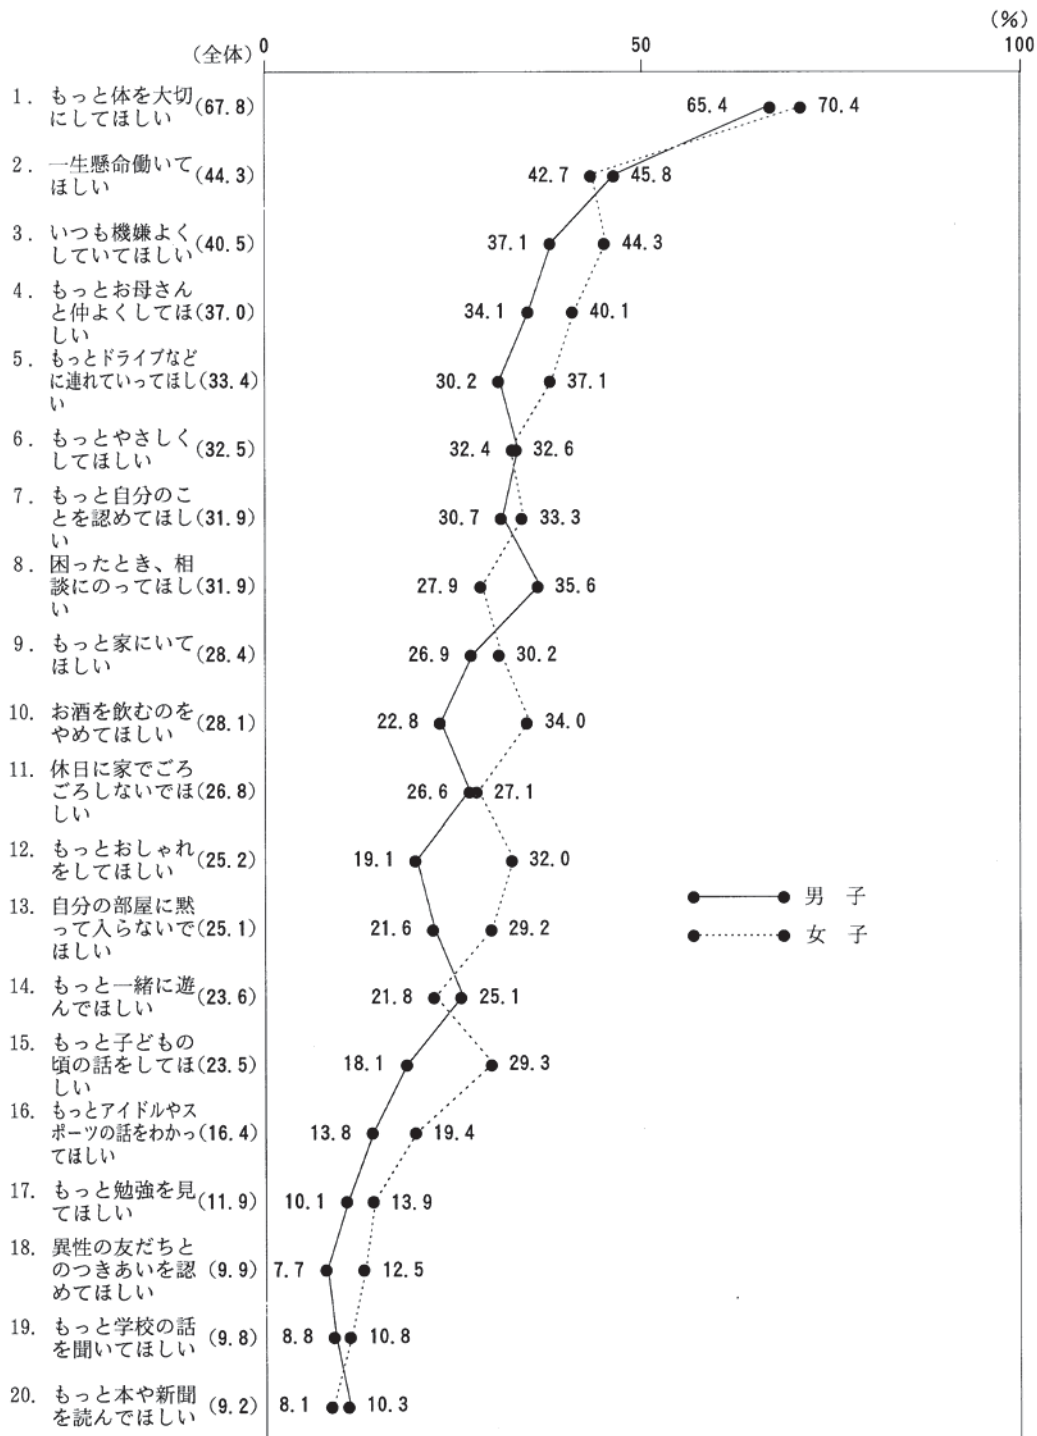 (%)
(全体) 0 50 100
1. もっと体を大切
にしてほしい (67.8) 65.4 70.4
2. 一生懸命働いて
ほしい (44.3) 42.7 45.8
3. いつも機嫌よく
していてほしい (40.5) 37.1 44.3
4. もっとお母さん
と仲よくしてほ (37.0) 34.1 40.1
しい
5. もっとドライブなど
に連れていってほし (33.4) 30.2 37.1
い
6. もっとやさしく
してほしい (32.5) 32.4 32.6
7. もっと自分のこ
とを認めてほし (31.9) 30.7 33.3
い
8. 困ったとき、相
談にのってほし (31.9) 27.9 35.6
い
9. もっと家にいて
ほしい (28.4) 26.9 30.2
10. お酒を飲むのを
やめてほしい (28.1) 22.8 34.0
11. 休日に家でごろ
ごろしないでほ (26.8) 26.6 27.1
しい
12. もっとおしゃれ
をしてほしい (25.2) 19.1 32.0
男 子
13. 自分の部屋に黙
って入らないで (25.1) 21.6 29.2
ほしい
女 子
14. もっと一緒に遊
んでほしい (23.6) 21.8 25.1
15. もっと子どもの
頃の話をしてほ (23.5) 18.1 29.3
しい
16. もっとアイドルやス
ポーツの話をわかっ (16.4) 13.8 19.4
てほしい
17. もっと勉強を見
てほしい (11.9) 10.1 13.9
18. 異性の友だちと
のつきあいを認 (9.9) 7.7 12.5
めてほしい
19. もっと学校の話
を聞いてほしい (9.8) 8.8 10.8
20. もっと本や新聞
を読んでほしい (9.2) 8.1 10.3